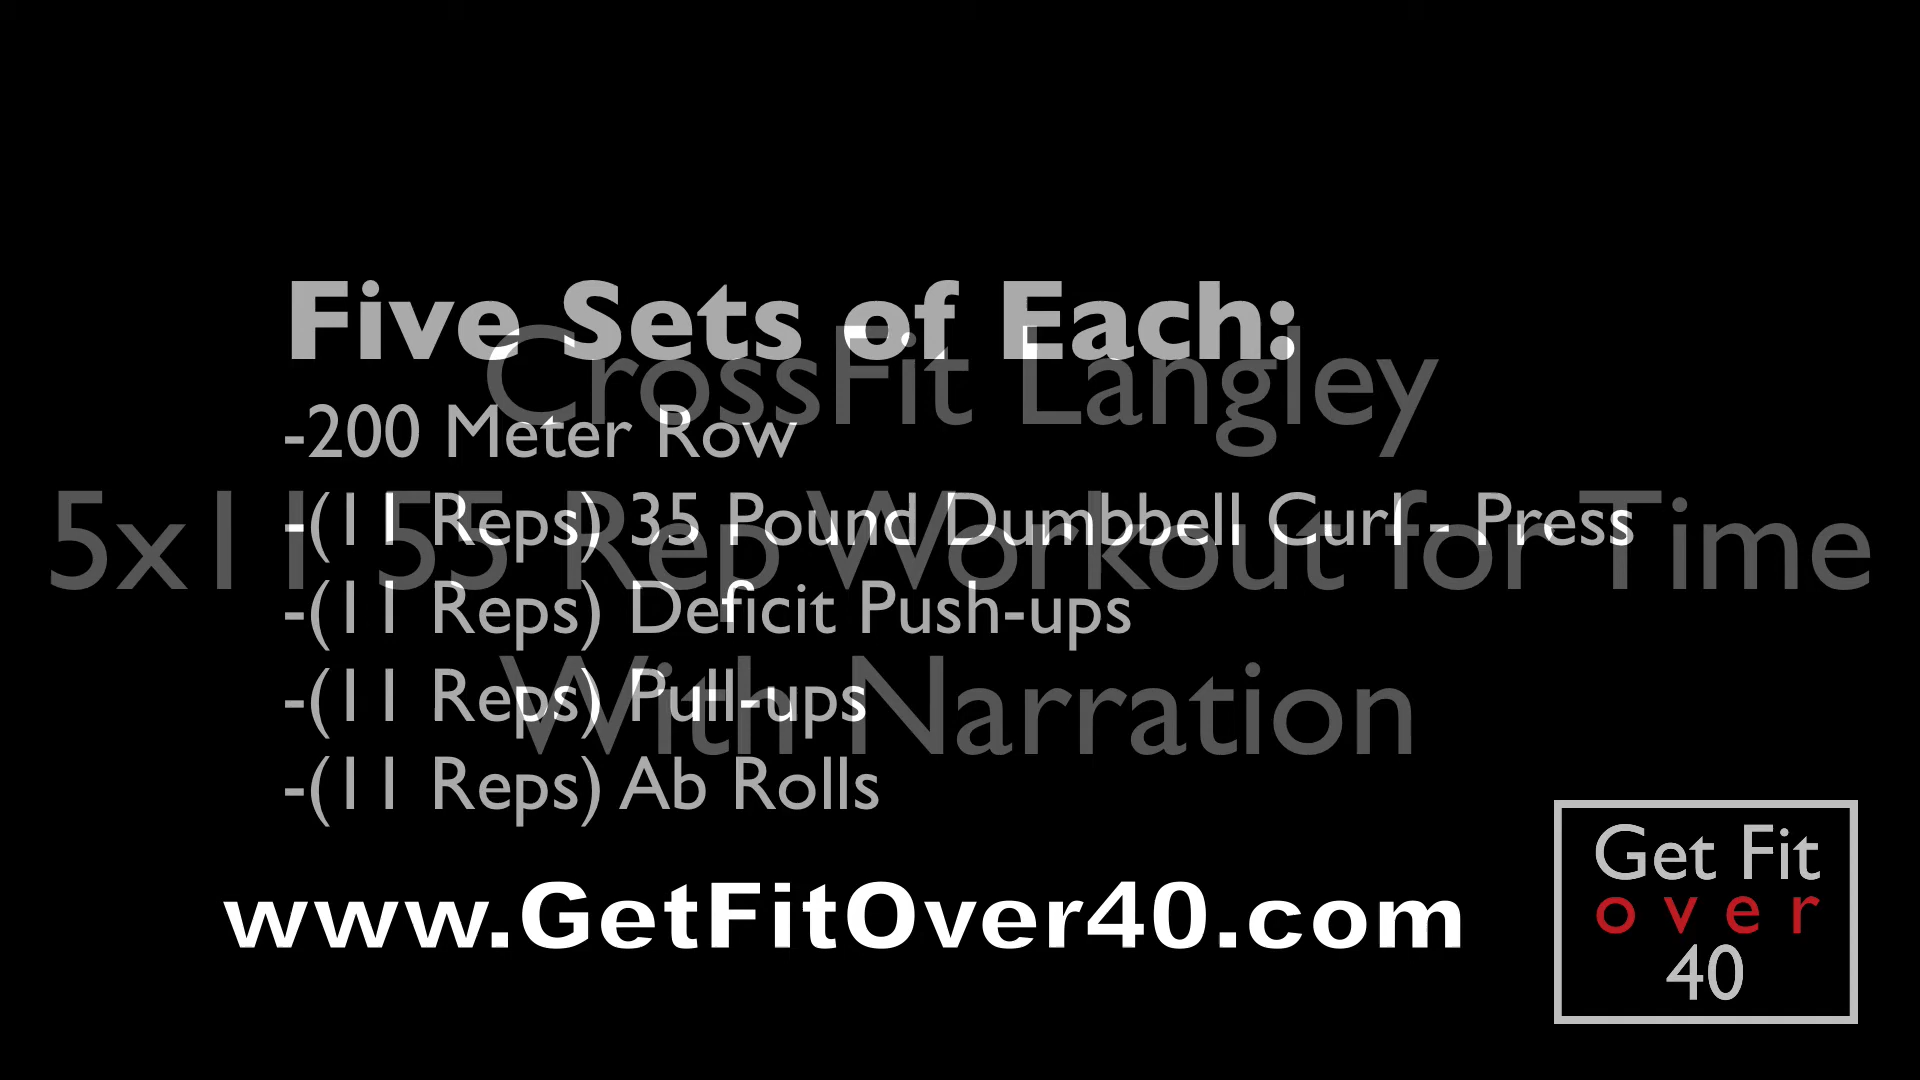 Five Sets of Each:
-200 Meter Row
-(11 Reps) 35 Pound Dumbbell Curl - Press
-(11 Reps) Deficit Push-ups
-(11 Reps) Pull-ups
-(11 Reps) Ab Rolls
CrossFit Langley
5x11 55 Rep Workout for Time
With Narration
www.GetFitOver40.com
Get Fit
over
40